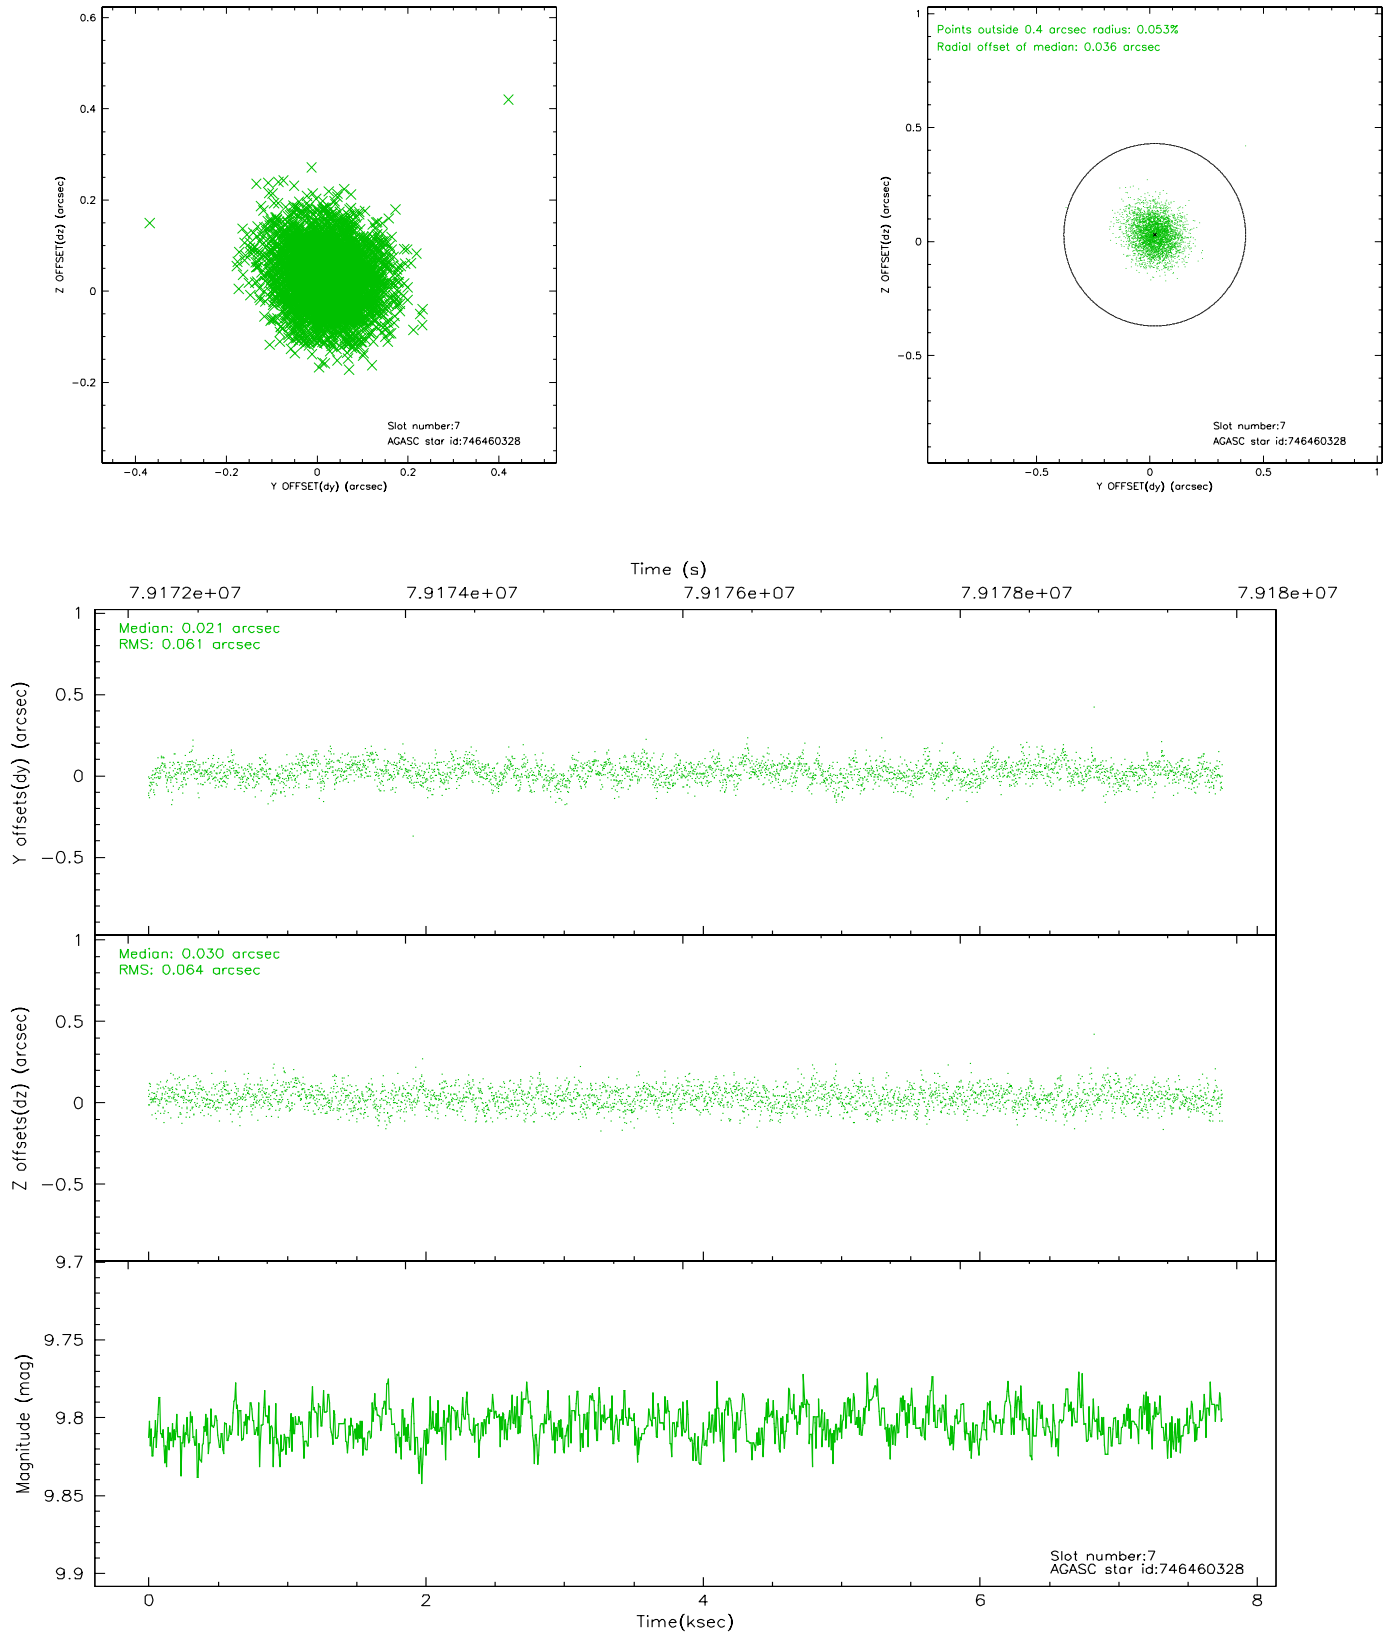 0.6
0.4
0.2
0
−0.2
Z OFFSET(dz) (arcsec)
Slot number:7
AGASC star id:746460328
−0.4 −0.2 0 0.2 0.4
Y OFFSET(dy) (arcsec)
Points outside 0.4 arcsec radius: 0.053%
Radial offset of median: 0.036 arcsec
1
0.5
0
−0.5
Z OFFSET(dz) (arcsec)
Slot number:7
AGASC star id:746460328
−0.5 0 0.5 1
Y OFFSET(dy) (arcsec)
Time (s)
7.9172e+07 7.9174e+07 7.9176e+07 7.9178e+07 7.918e+07
Median: 0.021 arcsec
RMS: 0.061 arcsec
1
0.5
0
−0.5
Y offsets(dy) (arcsec)
Median: 0.030 arcsec
RMS: 0.064 arcsec
1
0.5
0
−0.5
Z offsets(dz) (arcsec)
9.7
9.75
9.8
9.85
9.9
Magnitude (mag)
Slot number:7
AGASC star id:746460328
0 2 4 6 8
Time(ksec)